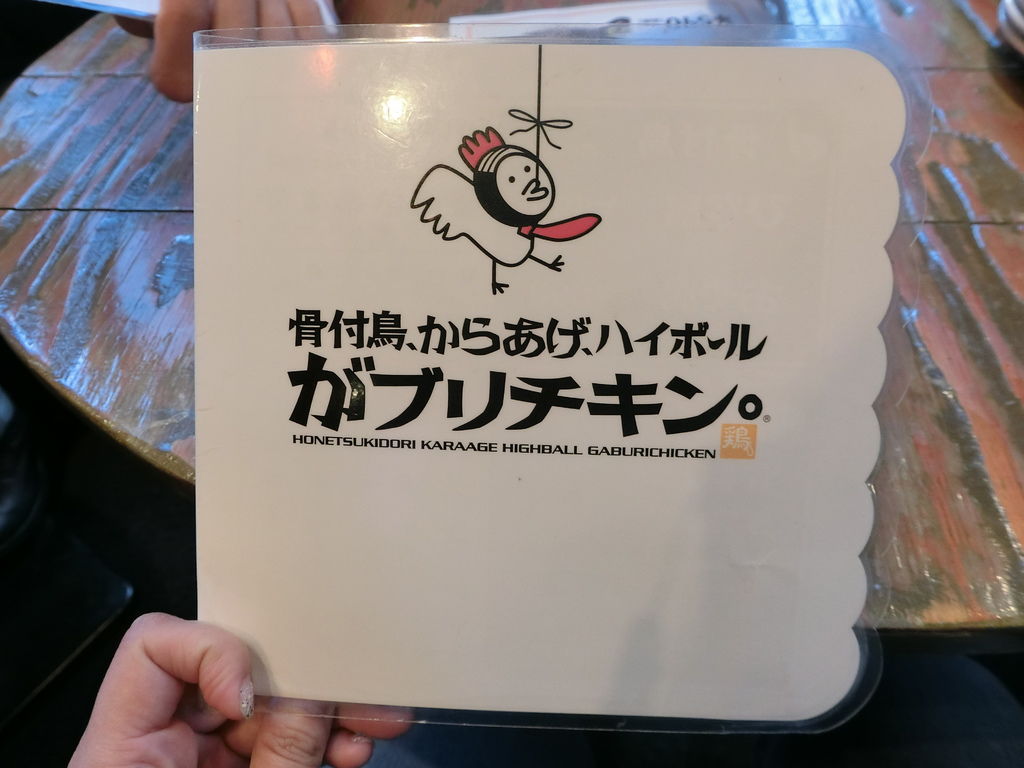 骨付鳥、からあげ、ハイボール
がブリチキン。®
HONETSUKIDORI KARAAGE HIGHBALL GABURICHICKEN
鶏